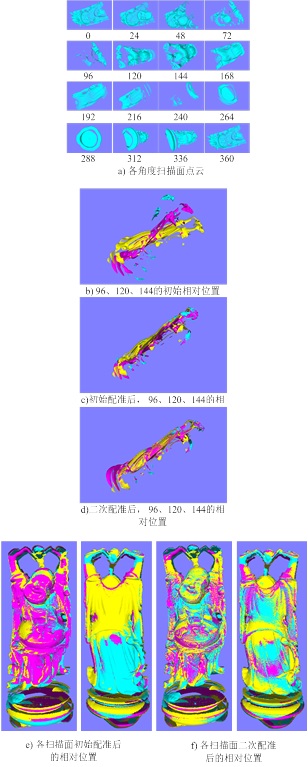 0 24 48 72
96 120 144 168
192 216 240 264
288 312 336 360
a) 各角度扫描面点云
b) 96、120、144的初始相对位置
c)初始配准后， 96、120、144的相
d)二次配准后，96、120、144的相
对位置
e) 各扫描面初始配准后
的相对位置
f) 各扫描面二次配准
后的相对位置